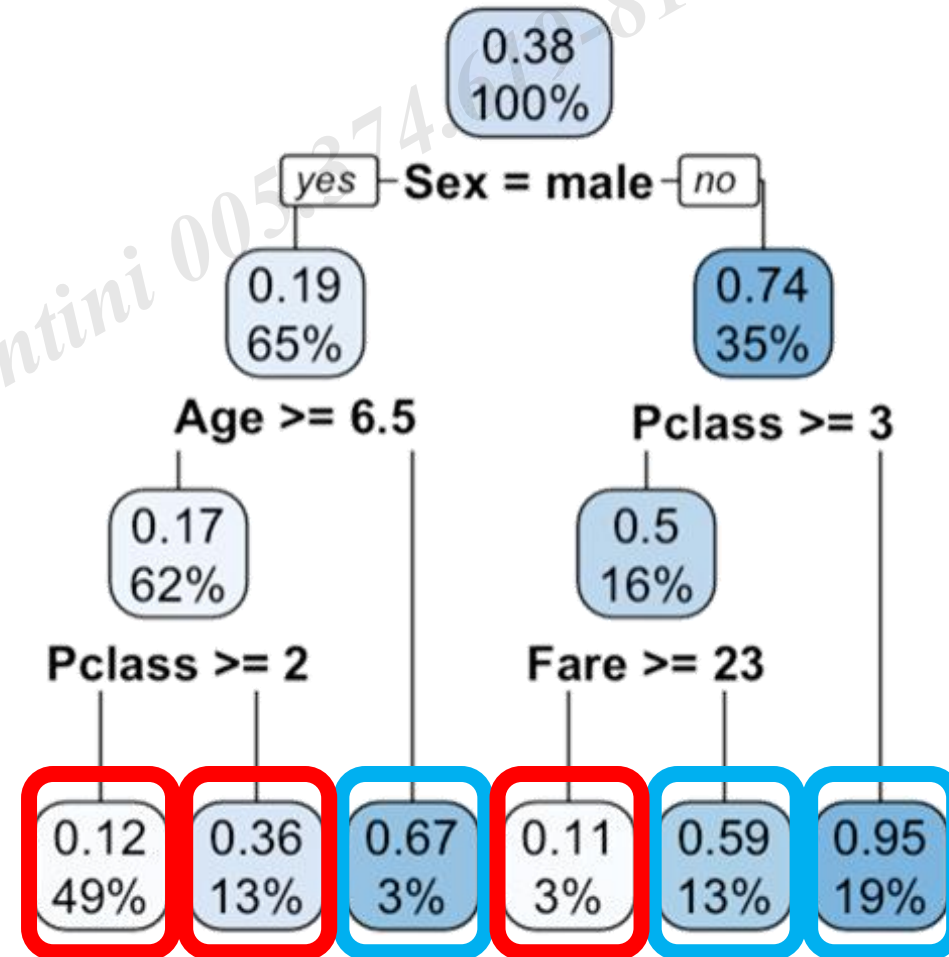 0.38
100%
yes Sex = male no
0.19 0.74
65% 35%
Age >= 6.5 Pclass >= 3
0.17 0.5
62% 16%
Pclass >= 2 Fare >= 23
0.12 0.36 0.67 0.11 0.59 0.95
49% 13% 3% 3% 13% 19%